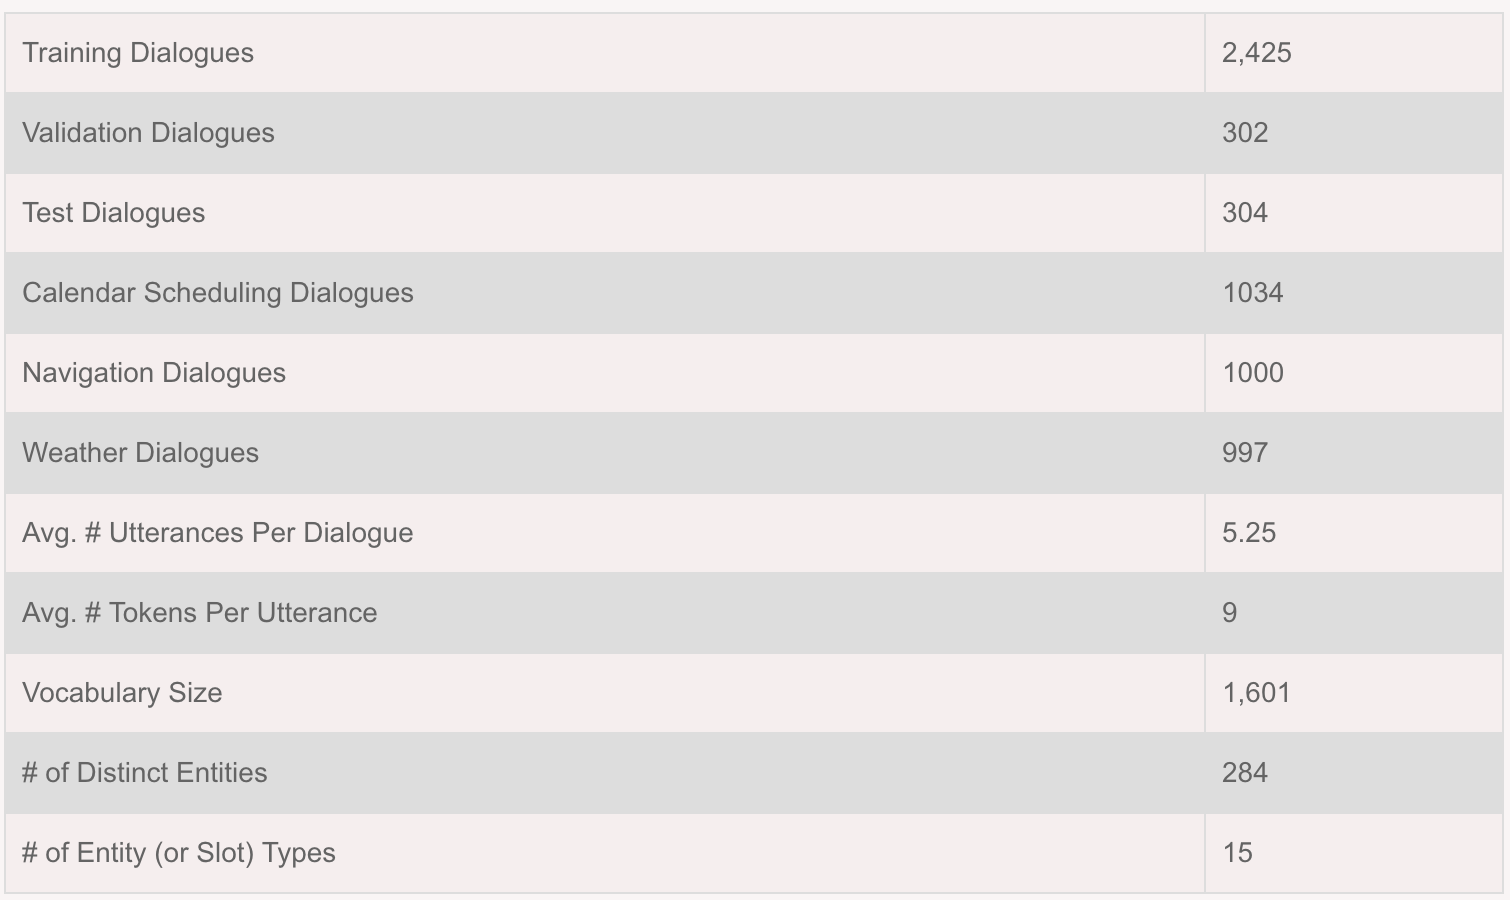 Training Dialogues 2,425
Validation Dialogues 302
Test Dialogues 304
Calendar Scheduling Dialogues 1034
Navigation Dialogues 1000
Weather Dialogues 997
Avg. # Utterances Per Dialogue 5.25
Avg. # Tokens Per Utterance 9
Vocabulary Size 1,601
# of Distinct Entities 284
# of Entity (or Slot) Types 15